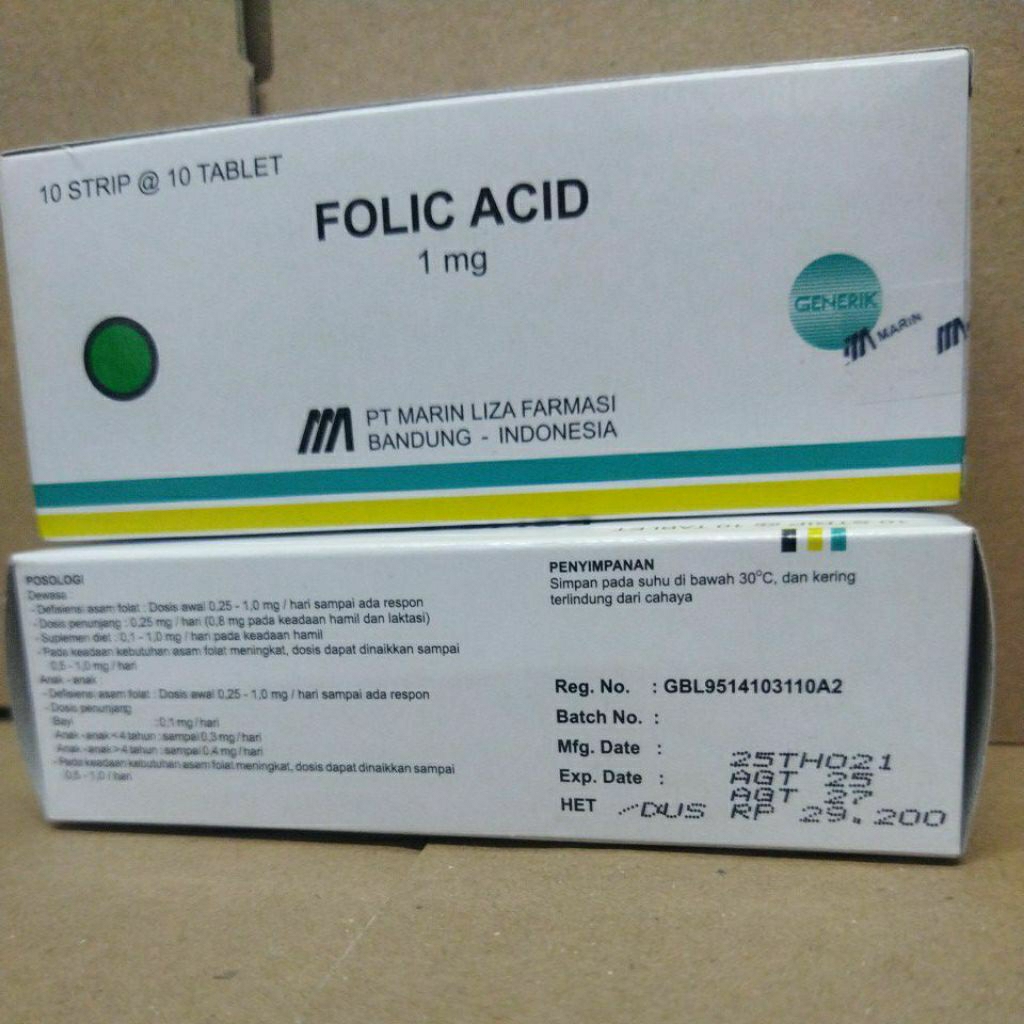 10 STRIP @ 10 TABLET
FOLIC ACID
1 mg
GENERIK
MARIN
PT MARIN LIZA FARMASI
BANDUNG - INDONESIA
POSOLOGI
Dewasa
- Defisiensi asam folat : Dosis awal 0,25 - 1,0 mg / hari sampai ada respon
- Dosis penunjang : 0,25 mg / hari (0,8 mg pada keadaan hamil dan laktasi)
- Suplemen diet : 0,1 - 1,0 mg / hari pada keadaan hamil
- Pada keadaan kebutuhan asam folat meningkat, dosis dapat dinaikkan sampai
0,5 - 1,0 mg / hari
Anak - anak :
- Defisiensi asam folat : Dosis awal 0,25 - 1,0 mg / hari sampai ada respon
- Dosis penunjang
Bayi : 0,1 mg / hari
Anak -anak < 4 tahun : sampai 0,3 mg / hari
Anak -anak > 4 tahun : sampai 0,4 mg / hari
- Pada keadaan kebutuhan asam folat meningkat, dosis dapat dinaikkan sampai
0,5 - 1,0 / hari
PENYIMPANAN
Simpan pada suhu di bawah 30°C, dan kering
terlindung dari cahaya
Reg. No. : GBL9514103110A2
Batch No. : 25TH021
Mfg. Date : AGT 25
Exp. Date : AGT 27
HET /DUS RP 29.200